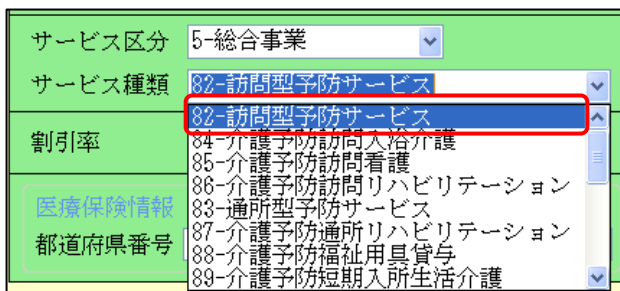 サービス区分 5-総合事業
サービス種類 82-訪問型予防サービス
82-訪問型予防サービス
割引率 84-介護予防訪問入浴介護
85-介護予防訪問看護
86-介護予防訪問リハビリテーション
医療保険情報 83-通所型予防サービス
都道府県番号 87-介護予防通所リハビリテーション
88-介護予防福祉用具貸与
89-介護予防短期入所生活介護